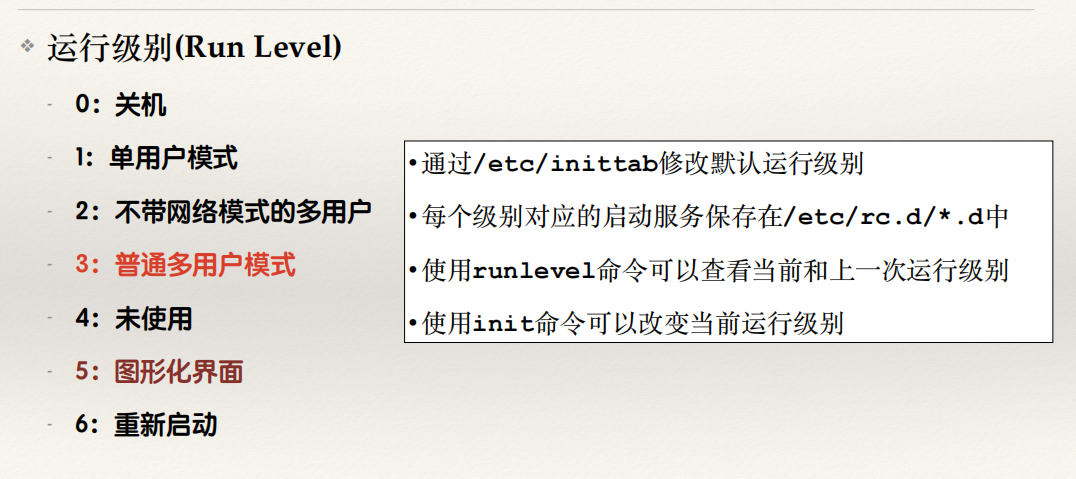 运行级别(Run Level)
0：关机
1：单用户模式
2：不带网络模式的多用户
3：普通多用户模式
4：未使用
5：图形化界面
6：重新启动
•通过/etc/inittab修改默认运行级别
•每个级别对应的启动服务保存在/etc/rc.d/*.d中
•使用runlevel命令可以查看当前和上一次运行级别
•使用init命令可以改变当前运行级别